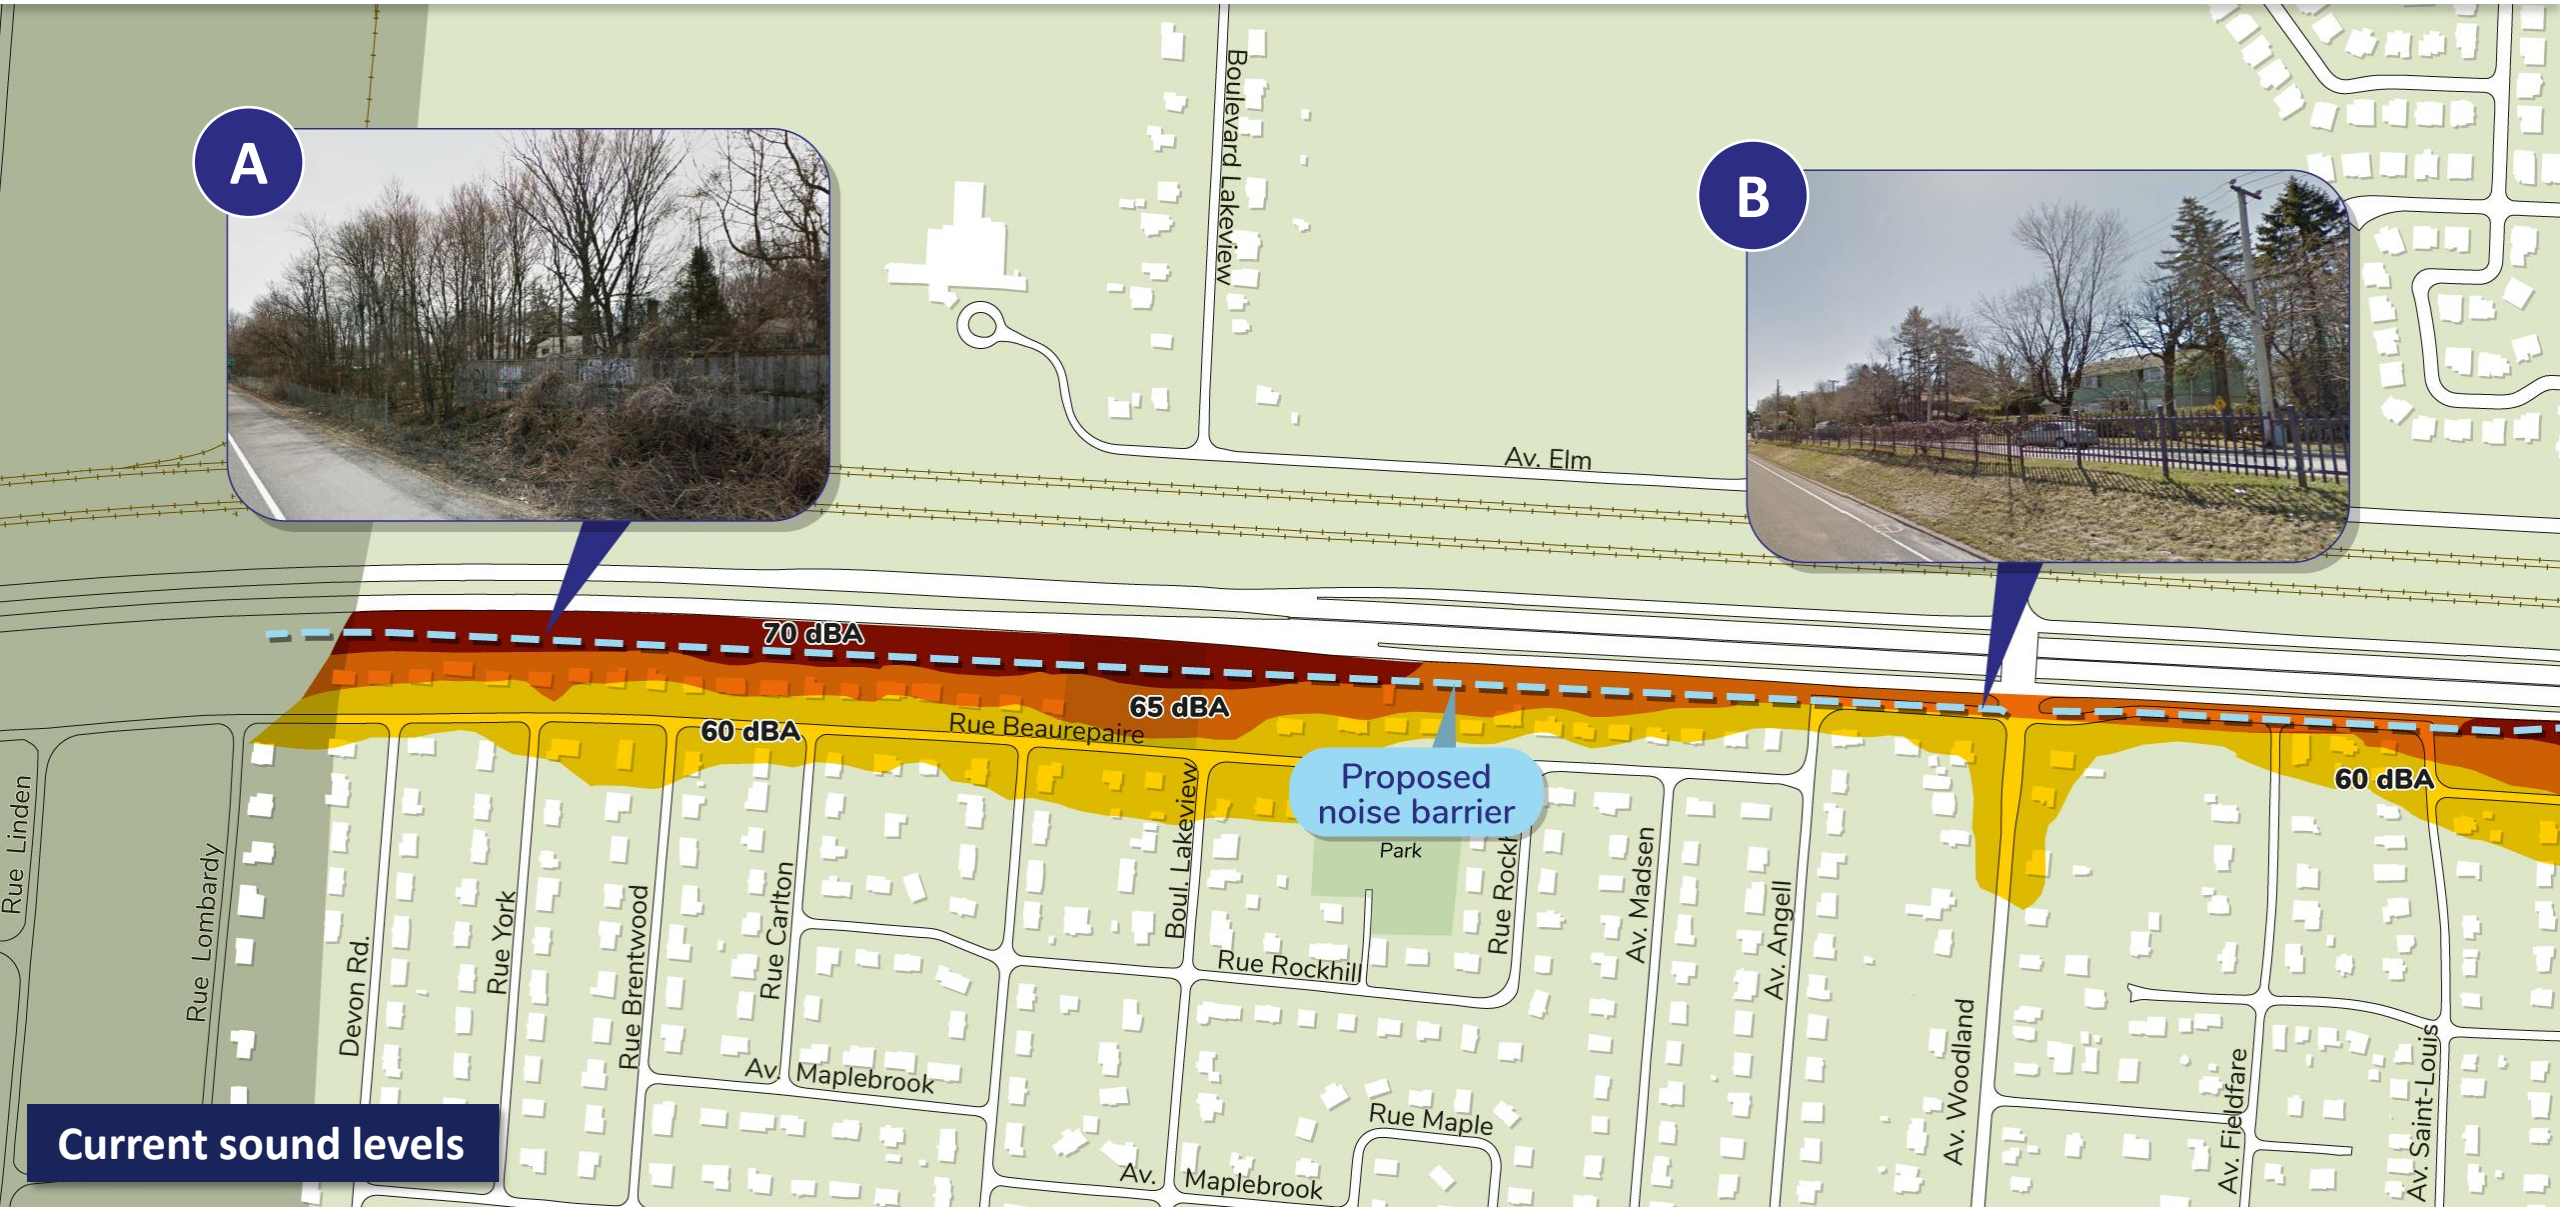 A
B
Boulevard Lakeview
Av. Elm
70 dBA
65 dBA
60 dBA
Rue Beaurepaire
60 dBA
Proposed
noise barrier
Park
Rue Linden
Rue Lombardy
Devon Rd.
Rue York
Rue Brentwood
Rue Carlton
Boul. Lakeview
Rue Rockhill
Rue Rockh
Av. Madsen
Av. Angell
Av. Woodland
Av. Fieldfare
Av. Saint-Louis
Av. Maplebrook
Rue Maple
Av. Maplebrook
Current sound levels